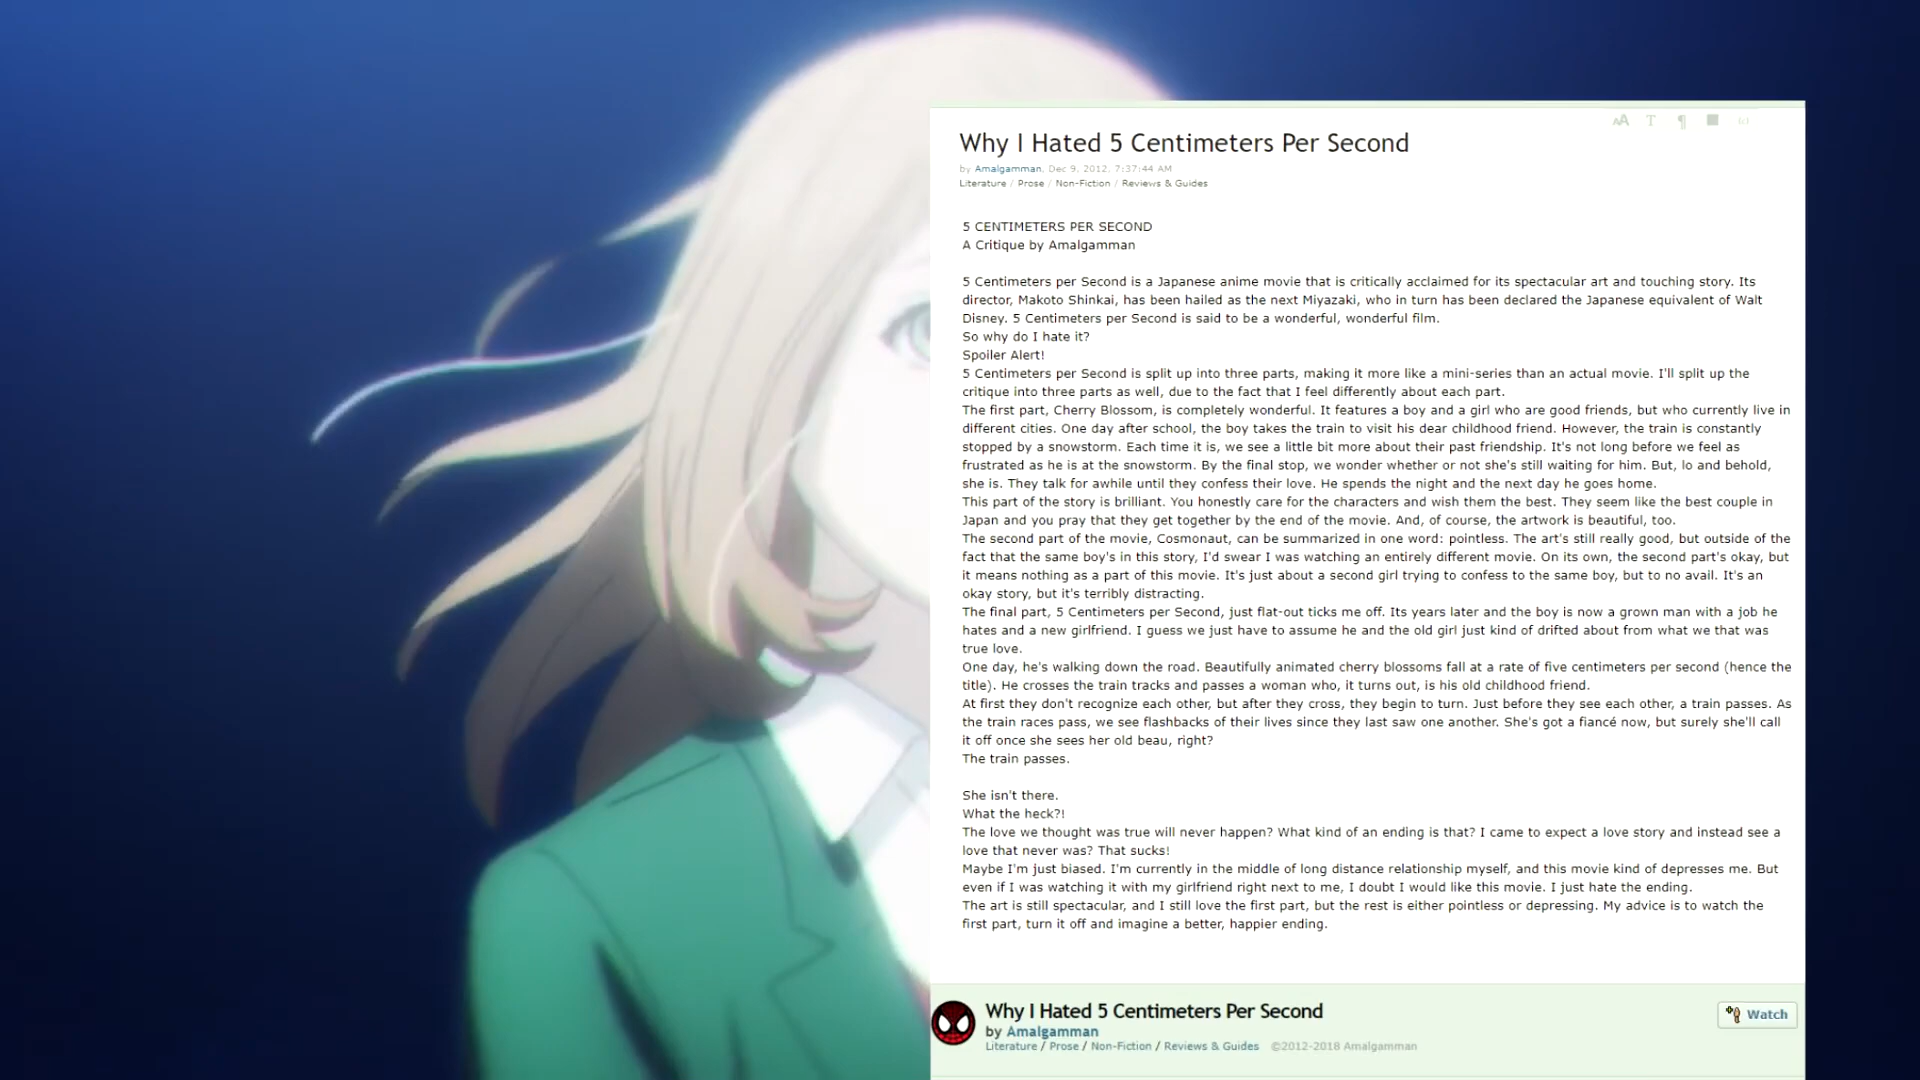 Why I Hated 5 Centimeters Per Second
by Amalgamman, Dec 9, 2012, 7:37:44 AM
Literature / Prose / Non-Fiction / Reviews & Guides
5 CENTIMETERS PER SECOND
A Critique by Amalgamman
5 Centimeters per Second is a Japanese anime movie that is critically acclaimed for its spectacular art and touching story. Its
director, Makoto Shinkai, has been hailed as the next Miyazaki, who in turn has been declared the Japanese equivalent of Walt
Disney. 5 Centimeters per Second is said to be a wonderful, wonderful film.
So why do I hate it?
Spoiler Alert!
5 Centimeters per Second is split up into three parts, making it more like a mini-series than an actual movie. I'll split up the
critique into three parts as well, due to the fact that I feel differently about each part.
The first part, Cherry Blossom, is completely wonderful. It features a boy and a girl who are good friends, but who currently live in
different cities. One day after school, the boy takes the train to visit his dear childhood friend. However, the train is constantly
stopped by a snowstorm. Each time it is, we see a little bit more about their past friendship. It's not long before we feel as
frustrated as he is at the snowstorm. By the final stop, we wonder whether or not she's still waiting for him. But, lo and behold,
she is. They talk for awhile until they confess their love. He spends the night and the next day he goes home.
This part of the story is brilliant. You honestly care for the characters and wish them the best. They seem like the best couple in
Japan and you pray that they get together by the end of the movie. And, of course, the artwork is beautiful, too.
The second part of the movie, Cosmonaut, can be summarized in one word: pointless. The art's still really good, but outside of the
fact that the same boy's in this story, I'd swear I was watching an entirely different movie. On its own, the second part's okay, but
it means nothing as a part of this movie. It's just about a second girl trying to confess to the same boy, but to no avail. It's an
okay story, but it's terribly distracting.
The final part, 5 Centimeters per Second, just flat-out ticks me off. Its years later and the boy is now a grown man with a job he
hates and a new girlfriend. I guess we just have to assume he and the old girl just kind of drifted about from what we that was
true love.
One day, he's walking down the road. Beautifully animated cherry blossoms fall at a rate of five centimeters per second (hence the
title). He crosses the train tracks and passes a woman who, it turns out, is his old childhood friend.
At first they don't recognize each other, but after they cross, they begin to turn. Just before they see each other, a train passes. As
the train races pass, we see flashbacks of their lives since they last saw one another. She's got a fiancé now, but surely she'll call
it off once she sees her old beau, right?
The train passes.
She isn't there.
What the heck?!
The love we thought was true will never happen? What kind of an ending is that? I came to expect a love story and instead see a
love that never was? That sucks!
Maybe I'm just biased. I'm currently in the middle of long distance relationship myself, and this movie kind of depresses me. But
even if I was watching it with my girlfriend right next to me, I doubt I would like this movie. I just hate the ending.
The art is still spectacular, and I still love the first part, but the rest is either pointless or depressing. My advice is to watch the
first part, turn it off and imagine a better, happier ending.
Why I Hated 5 Centimeters Per Second
by Amalgamman
Literature / Prose / Non-Fiction / Reviews & Guides ©2012-2018 Amalgamman
Watch